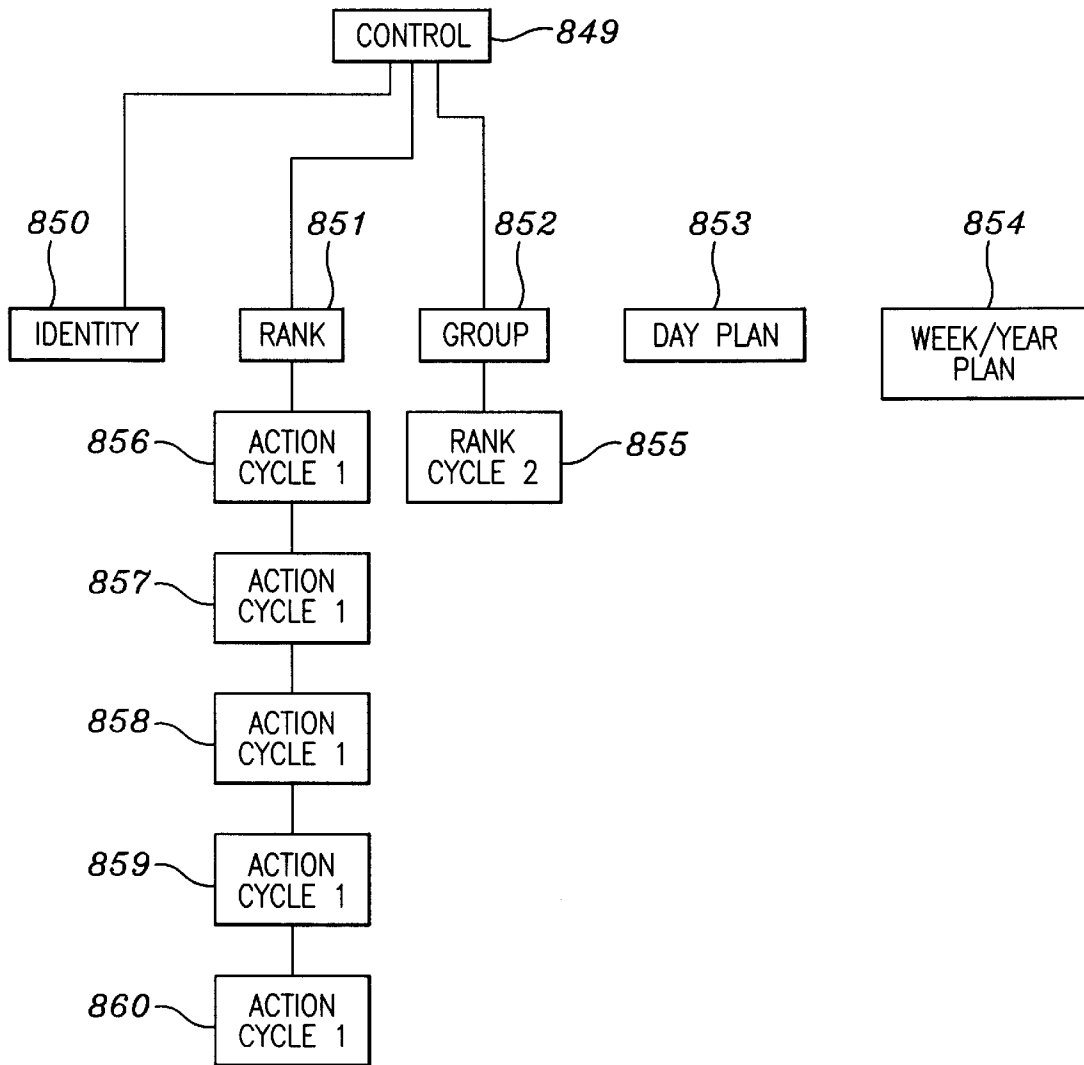 CONTROL
849
850
851
852
853
854
IDENTITY
RANK
GROUP
DAY PLAN
WEEK/YEAR
PLAN
856
ACTION
CYCLE 1
RANK
CYCLE 2
855
857
ACTION
CYCLE 1
858
ACTION
CYCLE 1
859
ACTION
CYCLE 1
860
ACTION
CYCLE 1